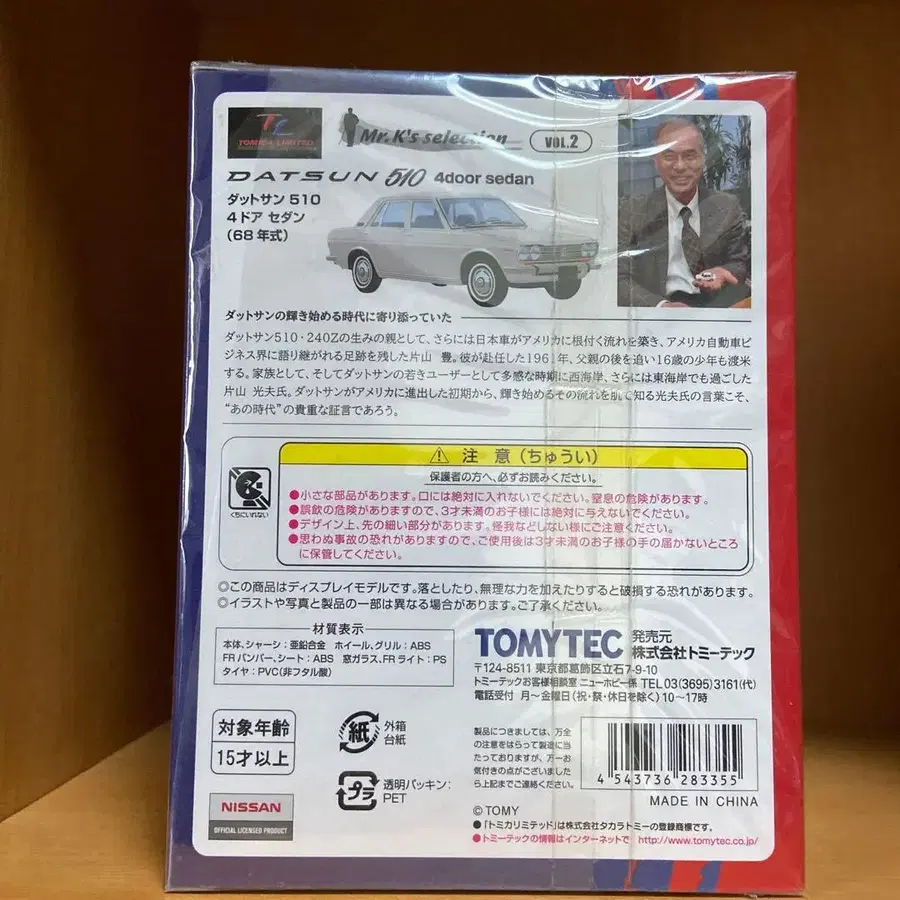 TL
TOMICA LIMITED
Mr. K's selection
VOL.2
DATSUN 510 4door sedan
ダットサン 510
4ドア セダン
(68年式)
ダットサンの輝き始める時代に寄り添っていた
ダットサン510・240Zの生みの親として、さらには日本車がアメリカに根付く流れを築き、アメリカ自動車ビ
ジネス界に語り継がれる足跡を残した片山 豊。彼が赴任した1961年、父親の後を追い16歳の少年も渡米
する。家族として、そしてダットサンの若きユーザーとして多感な時期に西海岸、さらには東海岸でも過ごした
片山 光夫氏。ダットサンがアメリカに進出した初期から、輝き始めるその流れを肌で知る光夫氏の言葉こそ、
“あの時代”の貴重な証言であろう。
くちにいれない
注 意(ちゅうい)
保護者の方へ、必ずお読みください。
●小さな部品があります。口には絶対に入れないでください。窒息の危険があります。
●誤飲の危険がありますので、3才未満のお子様には絶対に与えないでください。
●デザイン上、先の細い部分があります。怪我などしない様にご注意ください。
●思わぬ事故の恐れがありますので、ご使用後は3才未満のお子様の手の届かないところ
に保管してください。
◎この商品はディスプレイモデルです。落としたり、無理な力を加えたりすると破損する恐れがあります。
◎イラストや写真と製品の一部は異なる場合があります。ご了承ください。
材質表示
本体、シャーシ:亜鉛合金 ホイール、グリル:ABS
FRバンパー、シート:ABS 窓ガラス、FRライト:PS
タイヤ:PVC(非フタル酸)
TOMYTEC 発売元
株式会社トミーテック
〒124-8511 東京都葛飾区立石7-9-10
トミーテックお客様相談室 ニューホビー係 TEL 03(3695)3161(代)
電話受付 月~金曜日(祝・祭・休日を除く)10~17時
対象年齢
15才以上
紙
外箱
台紙
プラ
透明パッキン:
PET
製品につきましては、万全
の注意をはらって製造に当
たっておりますが、万一お
気付きの点がございました
ら上記までご連絡ください。
4 543736 283355
MADE IN CHINA
NISSAN
OFFICIAL LICENSED PRODUCT
© TOMY
●「トミカリミテッド」は株式会社タカラトミーの登録商標です。
●トミーテックの情報はインターネットで http://www.tomytec.co.jp/